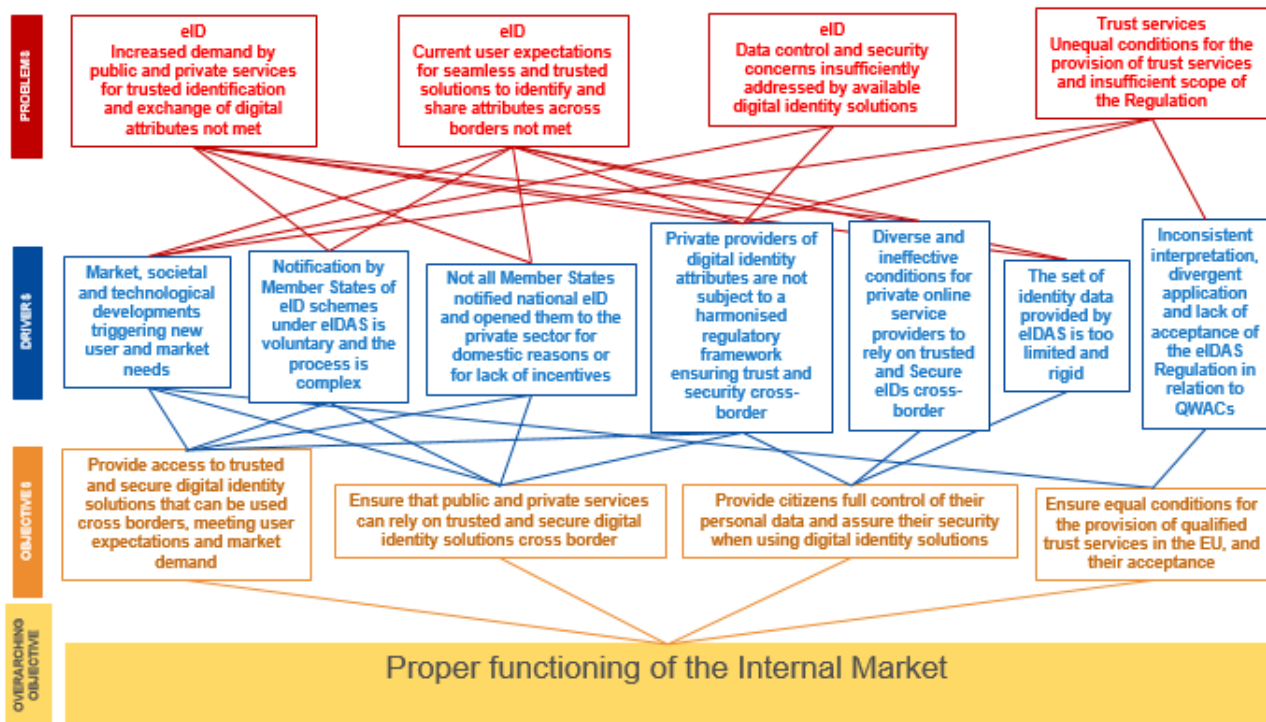 PROBLEMS
eID
Increased demand by
public and private services
for trusted identification
and exchange of digital
attributes not met
eID
Current user expectations
for seamless and trusted
solutions to identify and
share attributes across
borders not met
eID
Data control and security
concerns insufficiently
addressed by available
digital identity solutions
Trust services
Unequal conditions for the
provision of trust services
and insufficient scope of
the Regulation
DRIVERS
Market, societal
and technological
developments
triggering new
user and market
needs
Notification by
Member States of
eID schemes
under eIDAS is
voluntary and the
process is
complex
Not all Member States
notified national eID
and opened them to the
private sector for
domestic reasons or
for lack of incentives
Private providers of
digital identity
attributes are not
subject to a
harmonised
regulatory
framework
ensuring trust and
security cross-
border
Diverse and
ineffective
conditions for
private online
service
providers to
rely on trusted
and Secure
eIDs cross-
border
The set of
identity data
provided by
eIDAS is too
limited and
rigid
Inconsistent
interpretation,
divergent
application
and lack of
acceptance of
the eIDAS
Regulation in
relation to
QWACs
OBJECTIVES
Provide access to trusted
and secure digital identity
solutions that can be used
cross borders, meeting user
expectations and market
demand
Ensure that public and private services
can rely on trusted and secure digital
identity solutions cross border
Provide citizens full control of their
personal data and assure their security
when using digital identity solutions
Ensure equal conditions for
the provision of qualified
trust services in the EU, and
their acceptance
OVERARCHING
OBJECTIVE
Proper functioning of the Internal Market